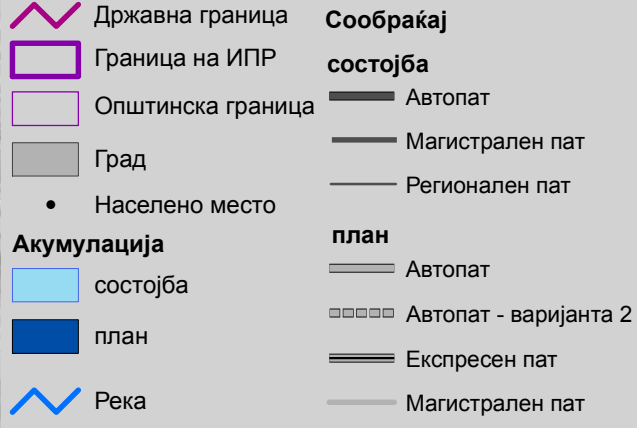 Државна граница
Граница на ИПР
Општинска граница
Град
Населено место
Акумулација
состојба
план
Река
Сообраќај
состојба
Автопат
Магистрален пат
Регионален пат
план
Автопат
Автопат - варијанта 2
Експресен пат
Магистрален пат